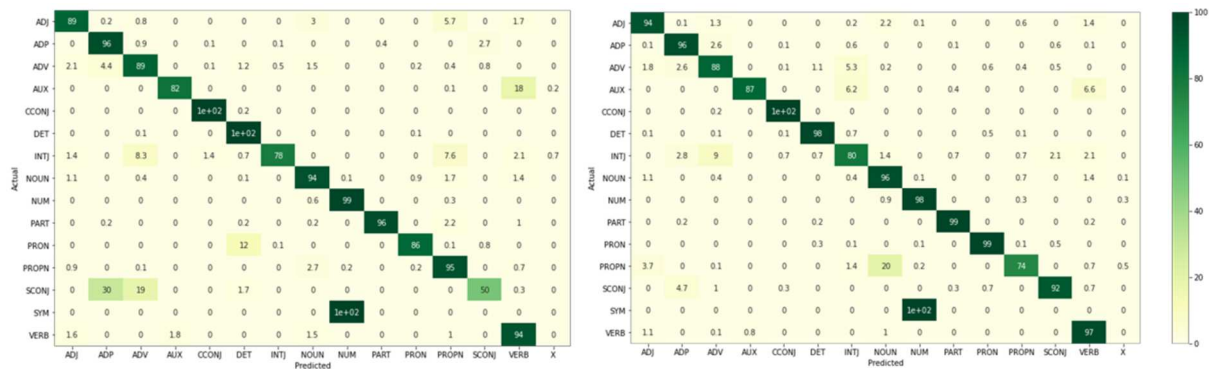 ADJ 89 0.2 0.8 0 0 0 0 3 0 0 0 5.7 0 1.7 0
ADP 0 96 0.9 0 0.1 0 0.1 0 0 0.4 0 0 2.7 0 0
ADV 2.1 4.4 89 0 0.1 1.2 0.5 1.5 0 0 0.2 0.4 0.8 0 0
AUX 0 0 0 82 0 0 0 0 0 0 0 0.1 0 18 0.2
CCONJ 0 0 0 0 1e+02 0.2 0 0 0 0 0 0 0 0 0
DET 0 0 0.1 0 0 1e+02 0 0 0 0 0.1 0 0 0 0
INTJ 1.4 0 8.3 0 1.4 0.7 78 0 0 0 0 7.6 0 2.1 0.7
NOUN 1.1 0 0.4 0 0 0.1 0 94 0.1 0 0.9 1.7 0 1.4 0
NUM 0 0 0 0 0 0 0 0.6 99 0 0 0.3 0 0 0
PART 0 0.2 0 0 0 0.2 0 0.2 0 96 0 2.2 0 1 0
PRON 0 0 0 0 0 12 0.1 0 0 0 86 0.1 0.8 0 0
PROPN 0.9 0 0.1 0 0 0 0 2.7 0.2 0 0.2 95 0 0.7 0
SCONJ 0 30 19 0 0 1.7 0 0 0 0 0 0 50 0.3 0
SYM 0 0 0 0 0 0 0 0 1e+02 0 0 0 0 0 0
VERB 1.6 0 0 1.8 0 0 0 1.5 0 0 0 1 0 94 0
ADJ ADP ADV AUX CCONJ DET INTJ NOUN NUM PART PRON PROPN SCONJ VERB X
Predicted
Actual
ADJ 94 0.1 1.3 0 0 0 0.2 2.2 0.1 0 0 0.6 0 1.4 0
ADP 0.1 96 2.6 0 0.1 0 0.6 0 0 0.1 0 0 0.6 0.1 0
ADV 1.8 2.6 88 0 0.1 1.1 5.3 0 0 0 0.6 0.4 0.5 0 0
AUX 0 0 0 87 0 0 6.2 0 0 0.4 0 0 0 6.6 0
CCONJ 0 0 0.2 0 1e+02 0 0 0 0 0 0 0 0 0 0
DET 0.1 0 0.1 0 0.1 98 0.7 0 0 0 0.5 0.1 0 0 0
INTJ 0 2.8 9 0 0.7 0.7 80 1.4 0 0.7 0 0.7 2.1 2.1 0
NOUN 1.1 0 0.4 0 0 0 0.4 96 0.1 0 0 0.7 0 1.4 0.1
NUM 0 0 0 0 0 0 0 0.9 98 0 0 0.3 0 0 0.3
PART 0 0.2 0 0 0 0.2 0 0 0 99 0 0 0 0.2 0
PRON 0 0 0 0 0 0.3 0.1 0 0.1 0 99 0.1 0.5 0 0
PROPN 3.7 0 0.1 0 0 0 1.4 20 0.2 0 0 74 0 0.7 0.5
SCONJ 0 4.7 1 0 0.3 0 0 0 0 0.3 0.7 0 92 0.7 0
SYM 0 0 0 0 0 0 0 0 1e+02 0 0 0 0 0 0
VERB 1.1 0 0.1 0.8 0 0 0 1 0 0 0 0 0 97 0
ADJ ADP ADV AUX CCONJ DET INTJ NOUN NUM PART PRON PROPN SCONJ VERB X
Predicted
Actual
100
80
60
40
20
0